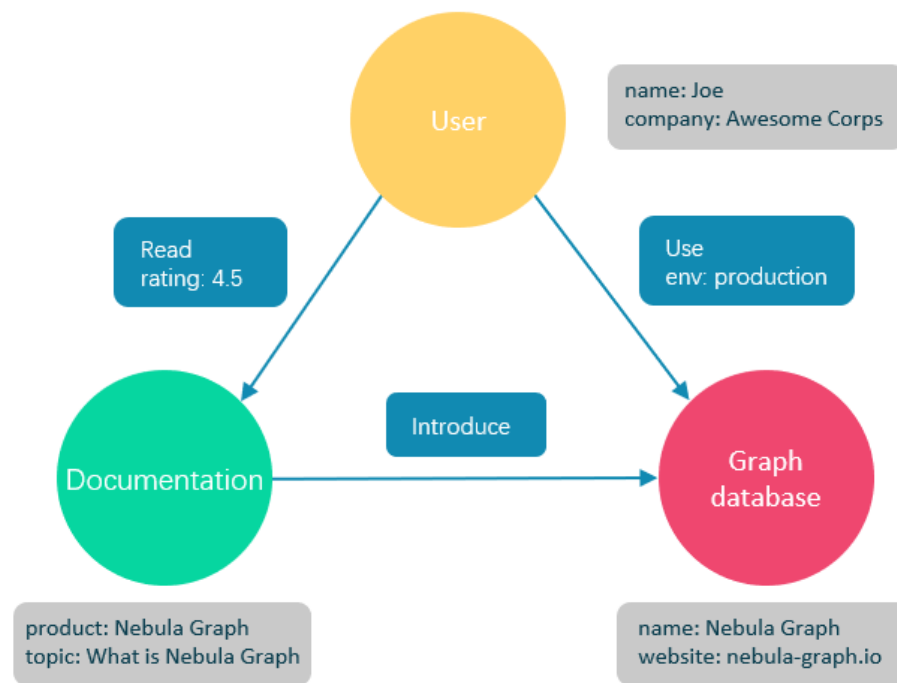 User
name: Joe
company: Awesome Corps
Read
rating: 4.5
Use
env: production
Introduce
Documentation
Graph
database
product: Nebula Graph
topic: What is Nebula Graph
name: Nebula Graph
website: nebula-graph.io